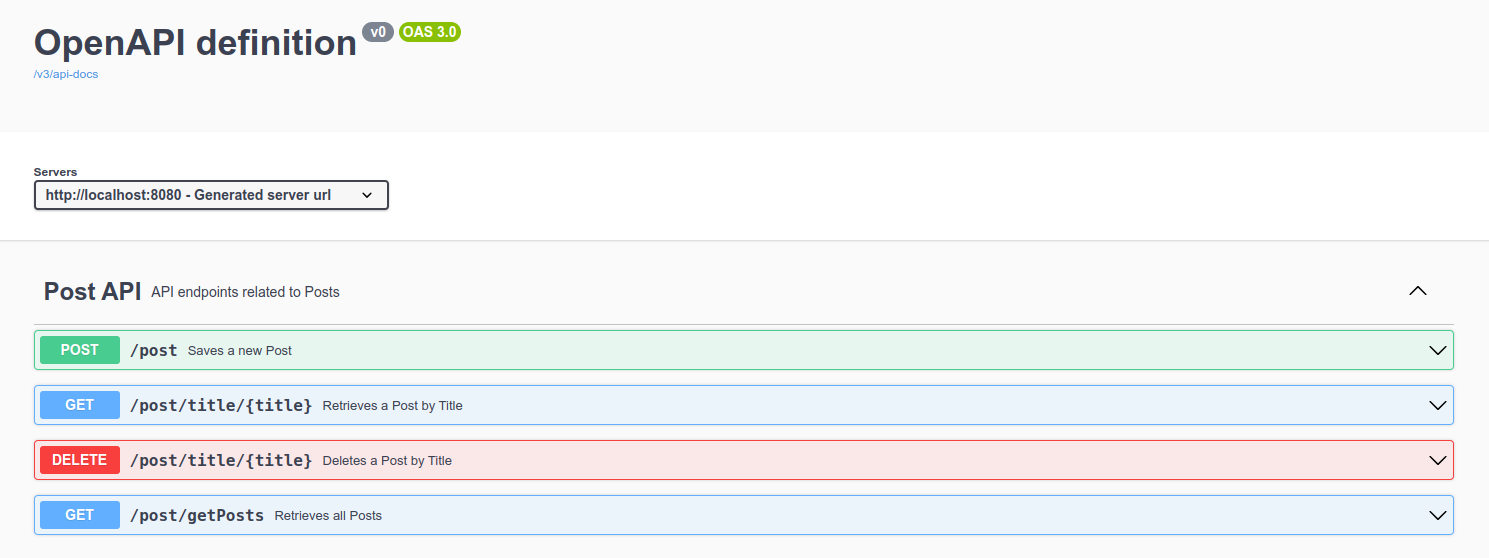 OpenAPI definition v0 OAS 3.0
/v3/api-docs
Servers
http://localhost:8080 - Generated server url
Post API API endpoints related to Posts
POST /post Saves a new Post
GET /post/title/{title} Retrieves a Post by Title
DELETE /post/title/{title} Deletes a Post by Title
GET /post/getPosts Retrieves all Posts